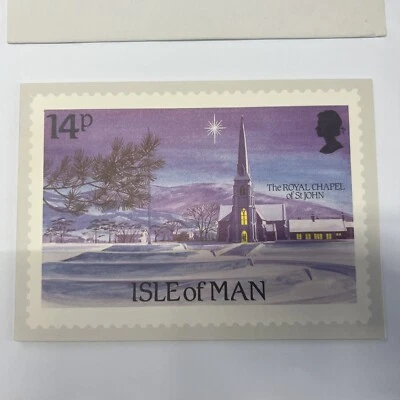 14p
The ROYAL CHAPEL
of St JOHN
ISLE of MAN